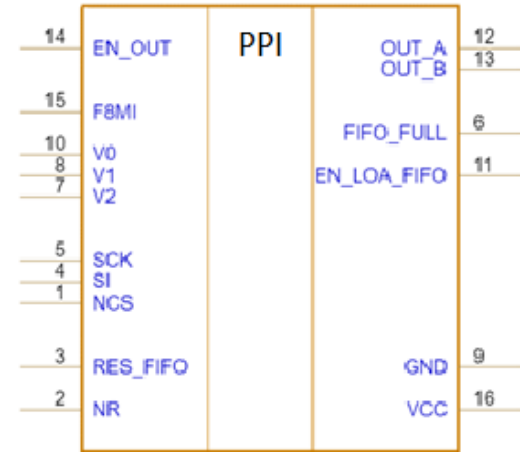 PPI
14 EN_OUT
15 F8MI
10 V0
8 V1
7 V2
5 SCK
4 SI
1 NCS
3 RES_FIFO
2 NR
OUT_A 12
OUT_B 13
FIFO_FULL 6
EN_LOA_FIFO 11
GND 9
VCC 16